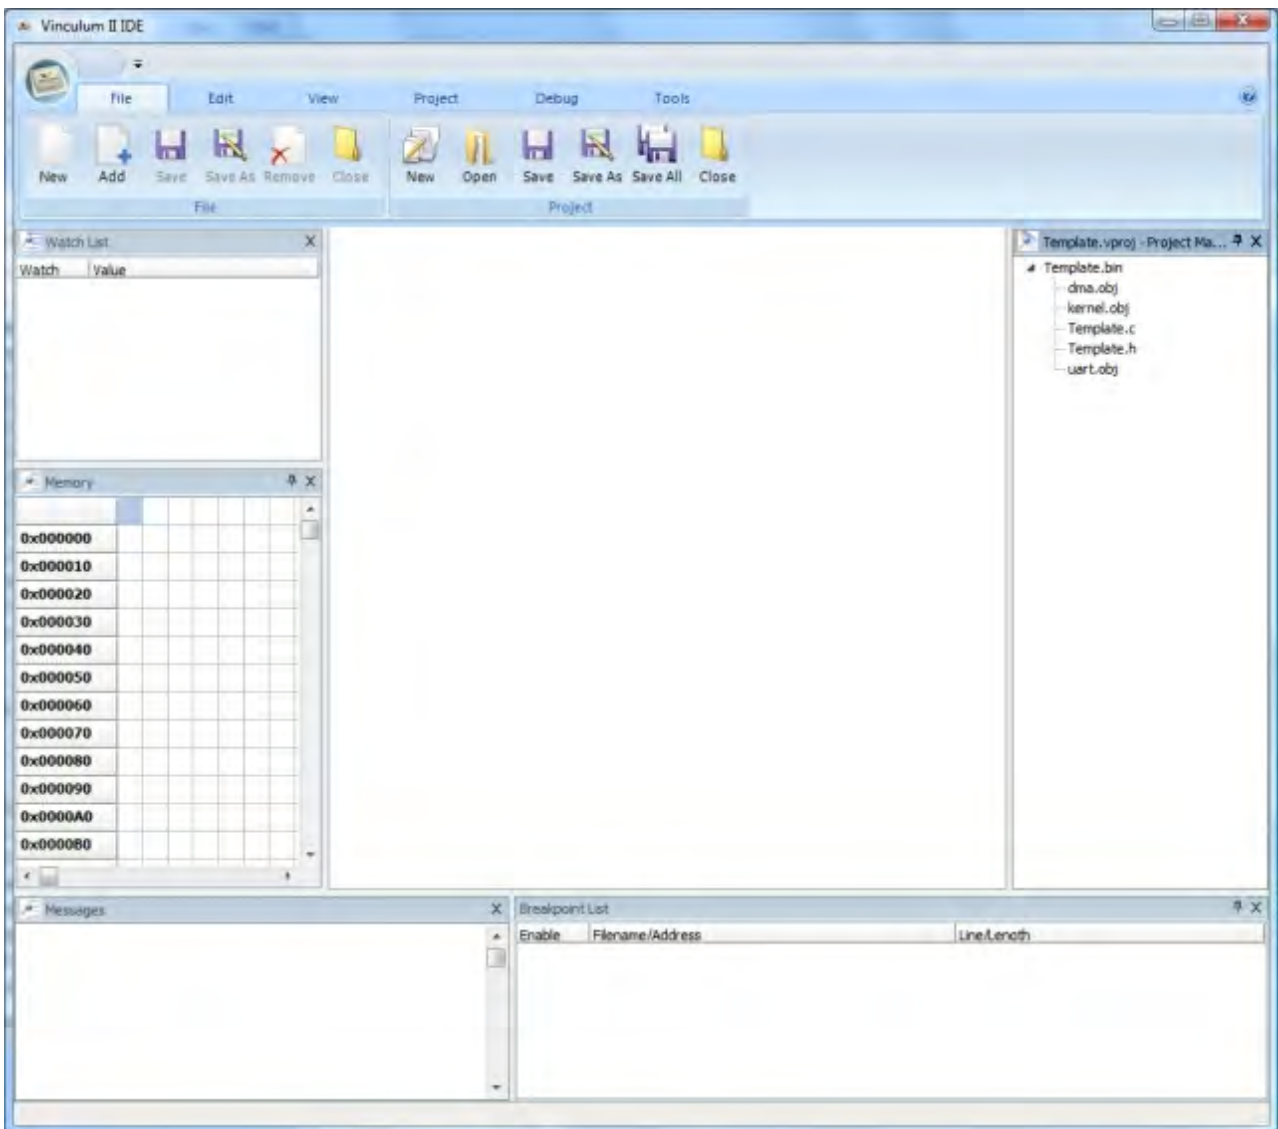 Vinculum II IDE
File Edit View Project Debug Tools
New Add Save Save As Remove Close New Open Save Save As Save All Close
File Project
Watch List
Watch Value
Memory
0x000000
0x000010
0x000020
0x000030
0x000040
0x000050
0x000060
0x000070
0x000080
0x000090
0x0000A0
0x0000B0
Template.vproj - Project Ma...
Template.bin
dma.obj
kernel.obj
Template.c
Template.h
uart.obj
Messages
Breakpoint List
Enable Filename/Address Line/Length